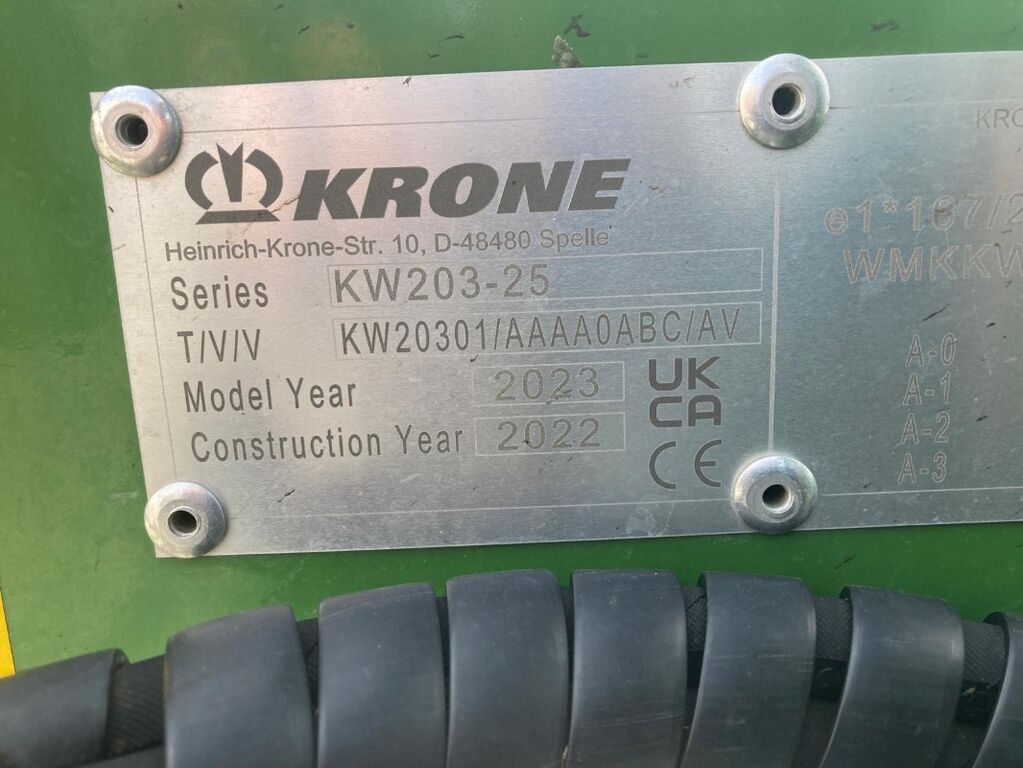 KRONE
Heinrich-Krone-Str. 10, D-48480 Spelle
Series KW203-25
T/V/V KW20301/AAAA0ABC/AV
Model Year 2023
Construction Year 2022
UK
CA
CE
KRO
e1*167/2
WMKKW
A-0
A-1
A-2
A-3